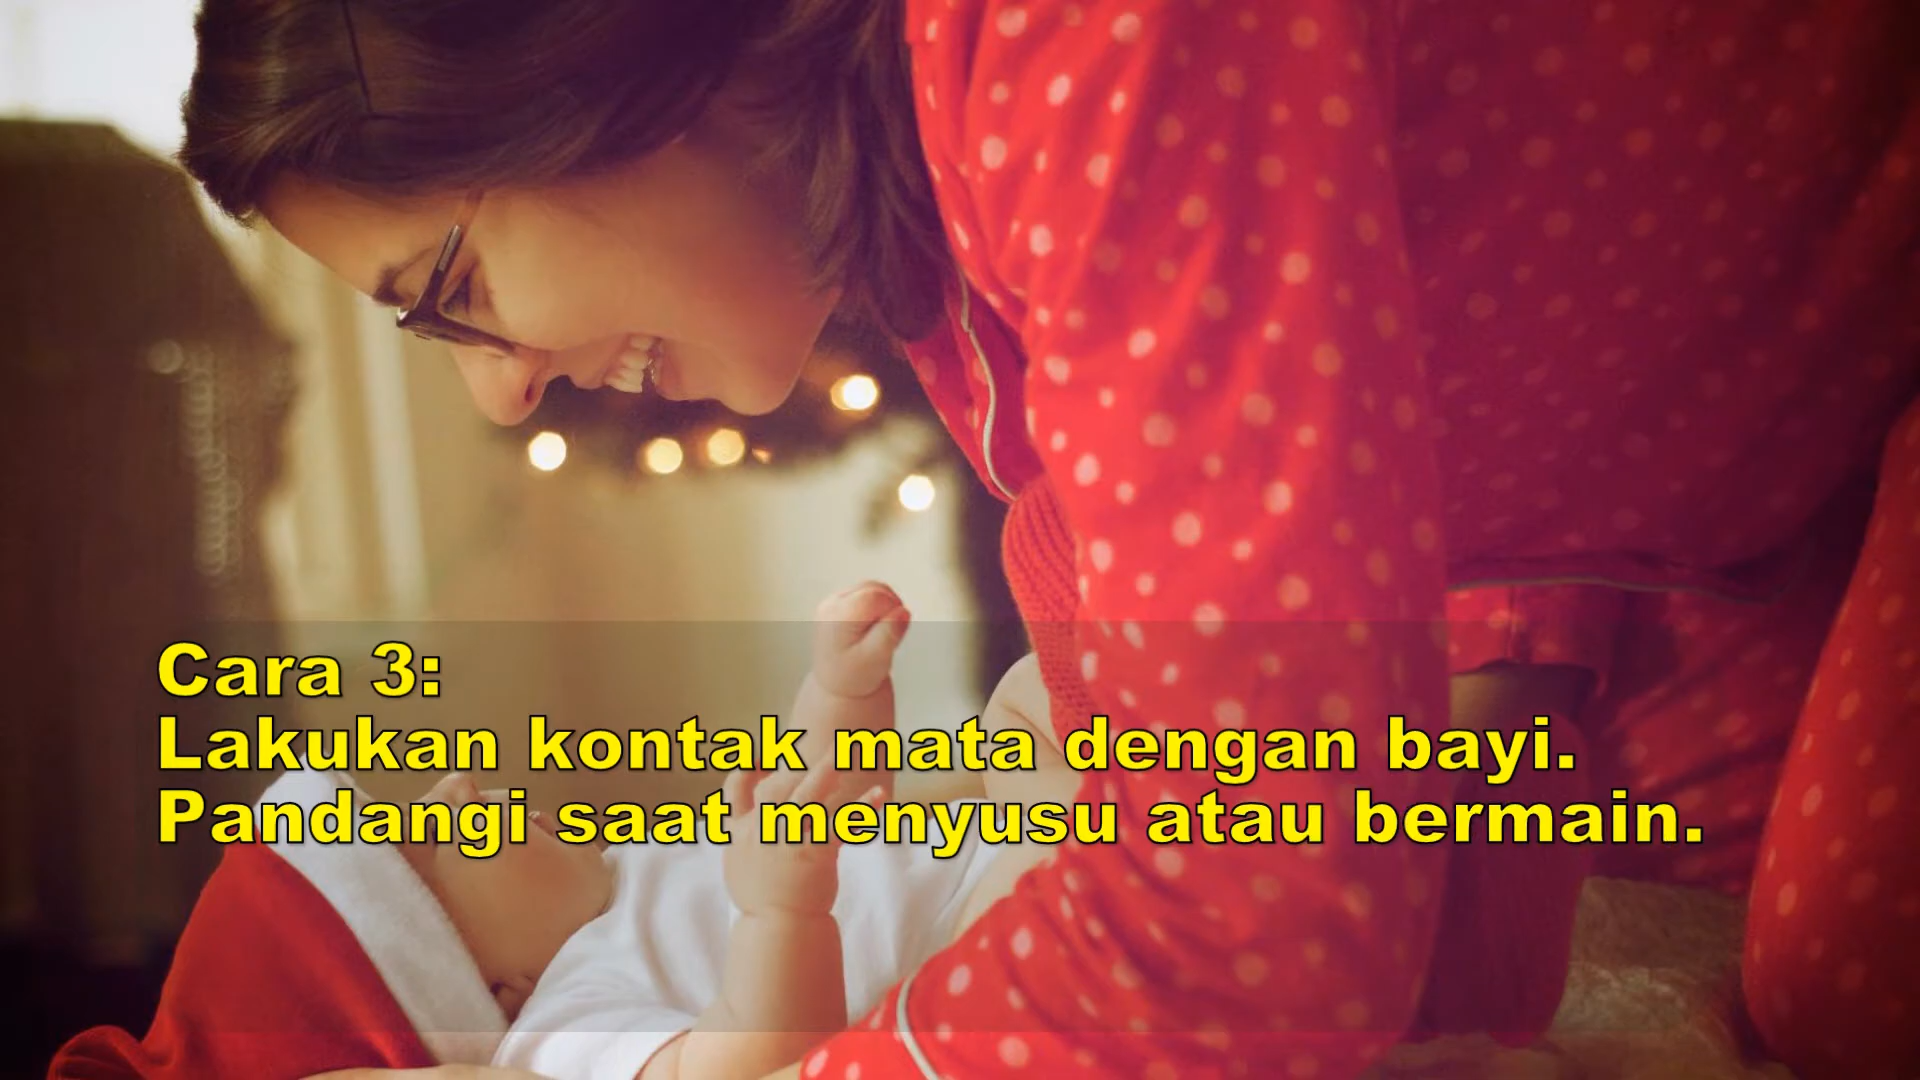 Cara 3:
Lakukan kontak mata dengan bayi.
Pandangi saat menyusu atau bermain.